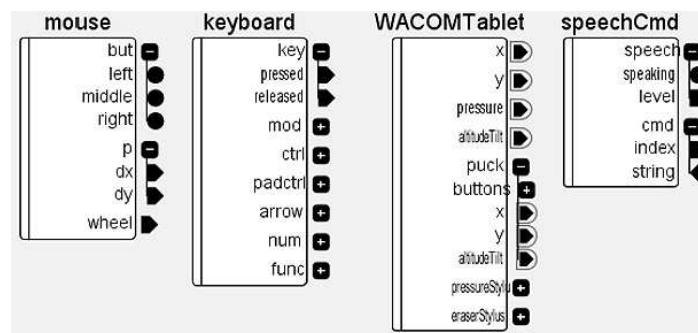 mouse
but
left
middle
right
p
dx
dy
wheel
keyboard
key
pressed
released
mod
ctrl
padctrl
arrow
num
func
WACOMTablet
x
y
pressure
altitudeTilt
puck
buttons
x
y
altitudeTilt
pressureStylu
eraserStylus
speechCmd
speech
speaking
level
cmd
index
string